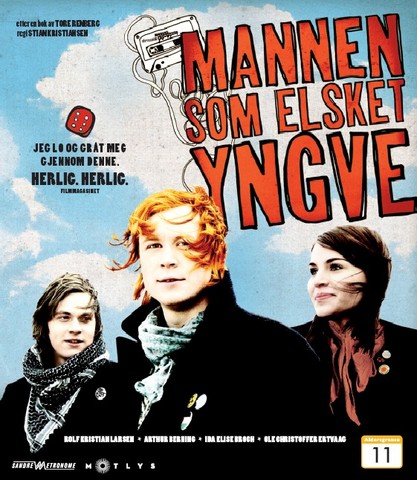 etter en bok av TORE RENBERG
regi STIAN KRISTIANSEN
MANNEN
SOM ELSKET
YNGVE
JEG LO OG GRÅT MEG
GJENNOM DENNE.
HERLIG. HERLIG.
FILMMAGASINET
ROLF KRISTIAN LARSEN • ARTHUR BERNING • IDA ELISE BROCH • OLE CHRISTOFFER ERTVAAG
SANDREW METRONOME
MOTLYS
Aldersgrense
11